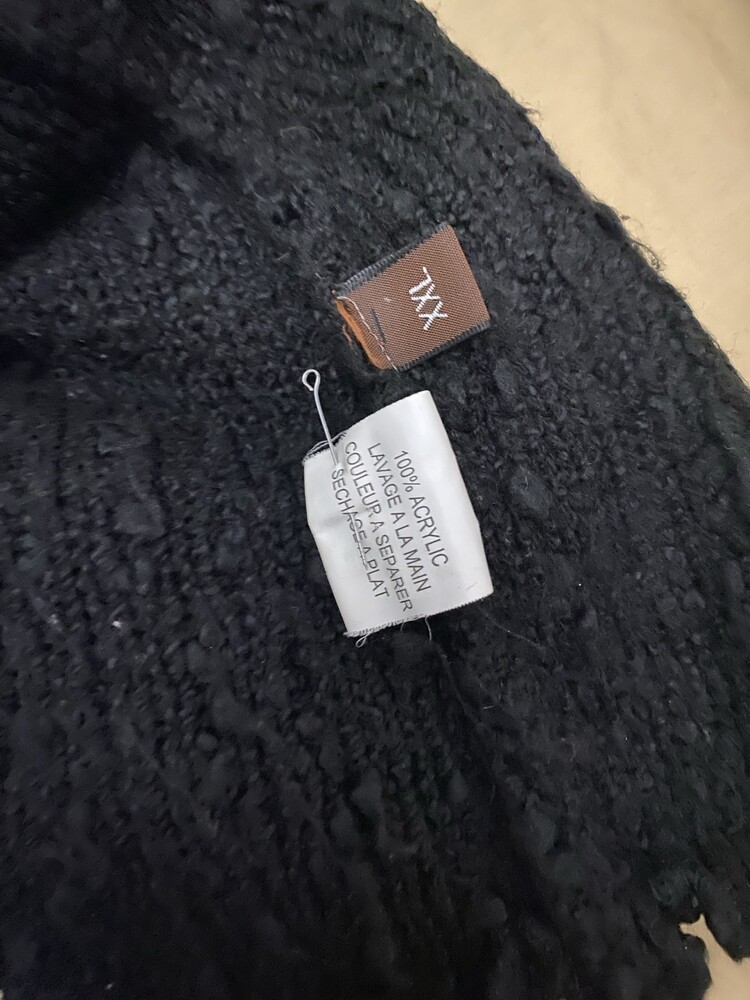 XXL
100% ACRYLIC
LAVAGE A LA MAIN
COULEUR A SEPARER
SECHAGE A PLAT